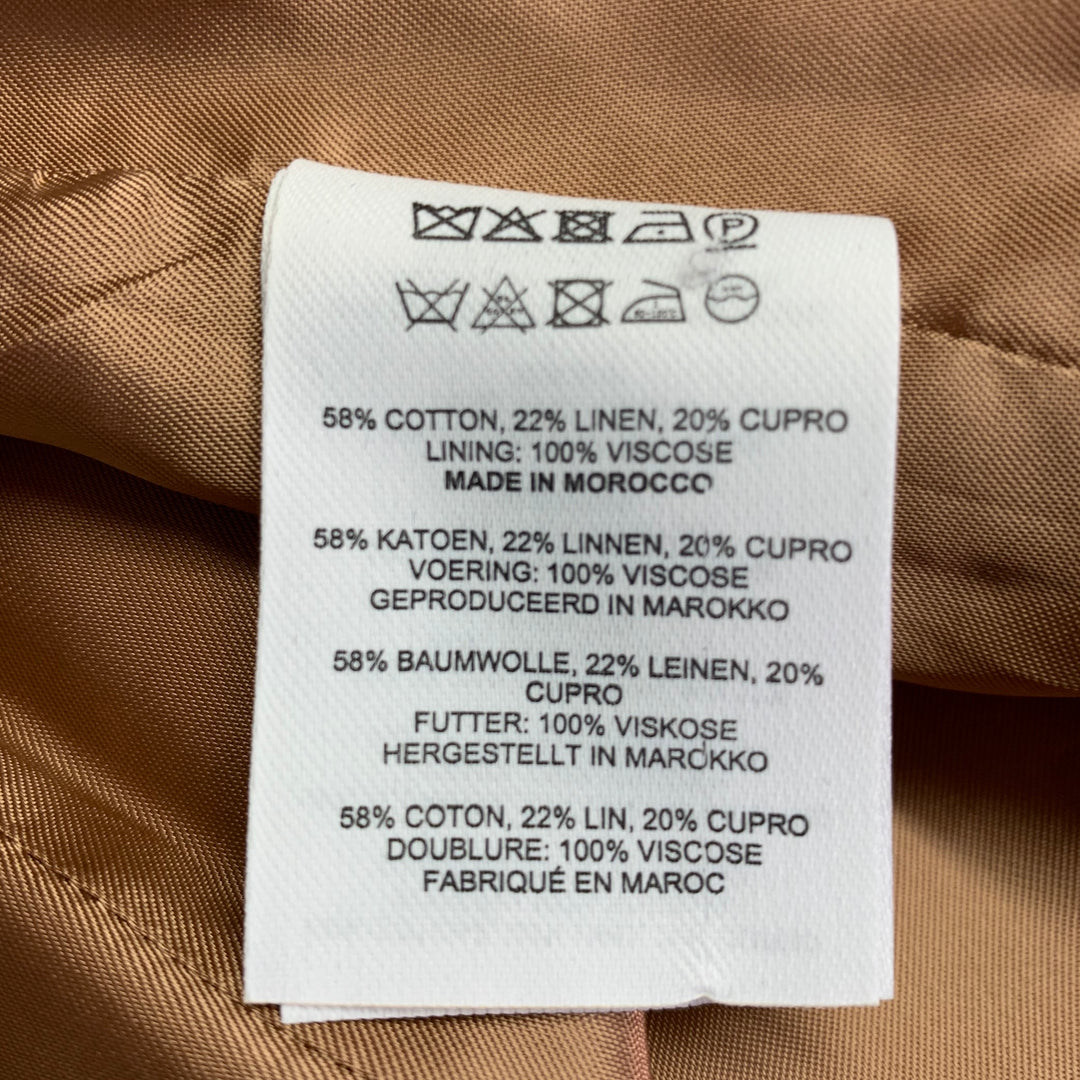 P
58% COTTON, 22% LINEN, 20% CUPRO
LINING: 100% VISCOSE
MADE IN MOROCCO
58% KATOEN, 22% LINNEN, 20% CUPRO
VOERING: 100% VISCOSE
GEPRODUCEERD IN MAROKKO
58% BAUMWOLLE, 22% LEINEN, 20%
CUPRO
FUTTER: 100% VISKOSE
HERGESTELLT IN MAROKKO
58% COTON, 22% LIN, 20% CUPRO
DOUBLURE: 100% VISCOSE
FABRIQUÉ EN MAROC